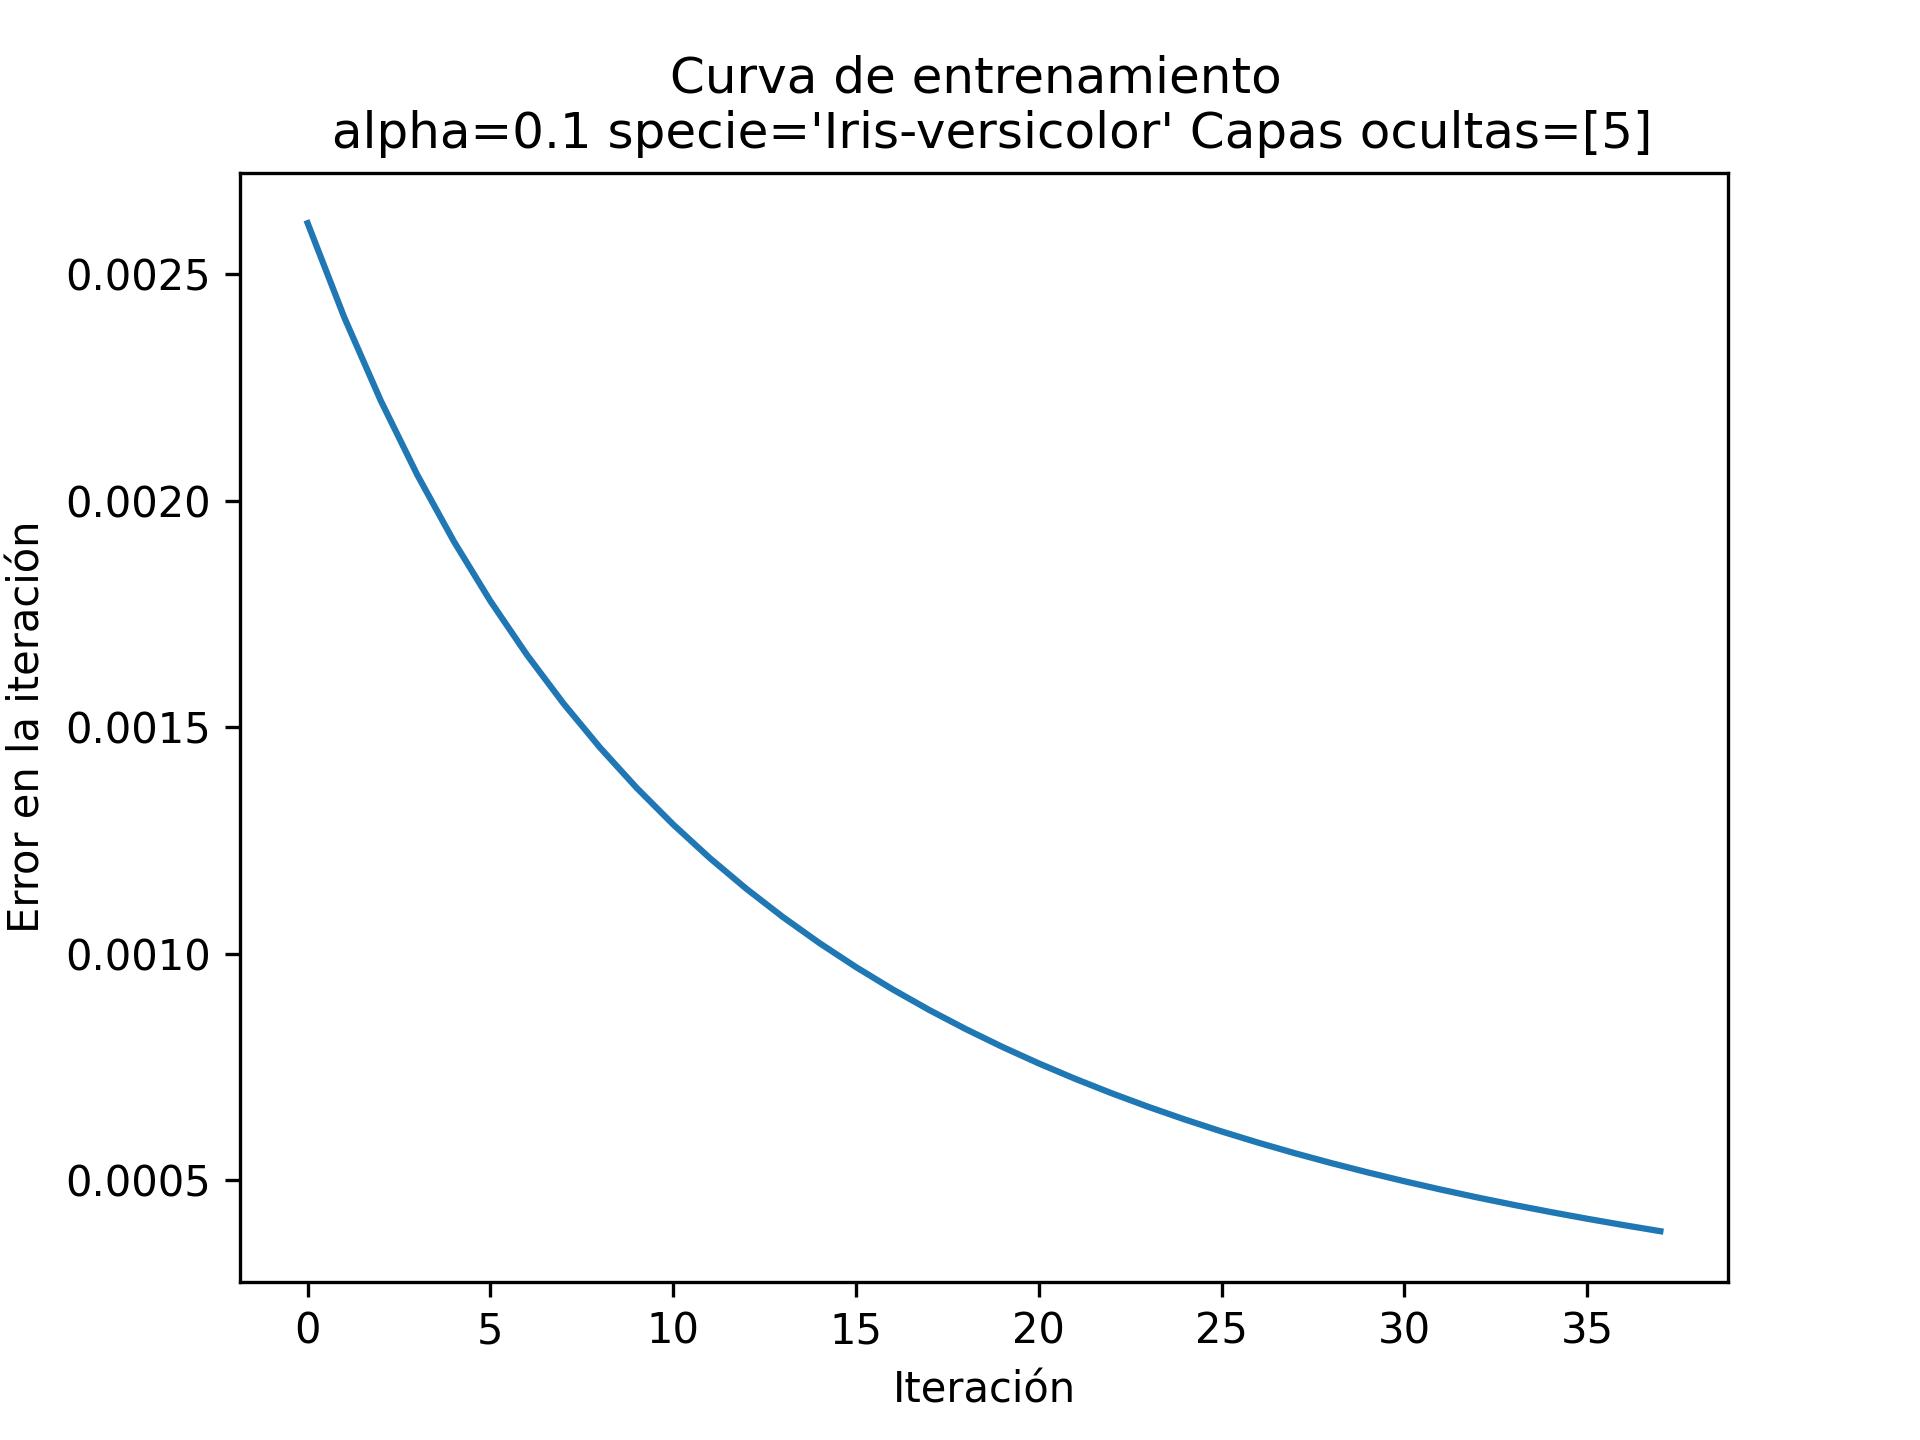 Curva de entrenamiento
alpha=0.1 specie='Iris-versicolor' Capas ocultas=[5]
Error en la iteración
0.0025
0.0020
0.0015
0.0010
0.0005
0 5 10 15 20 25 30 35
Iteración